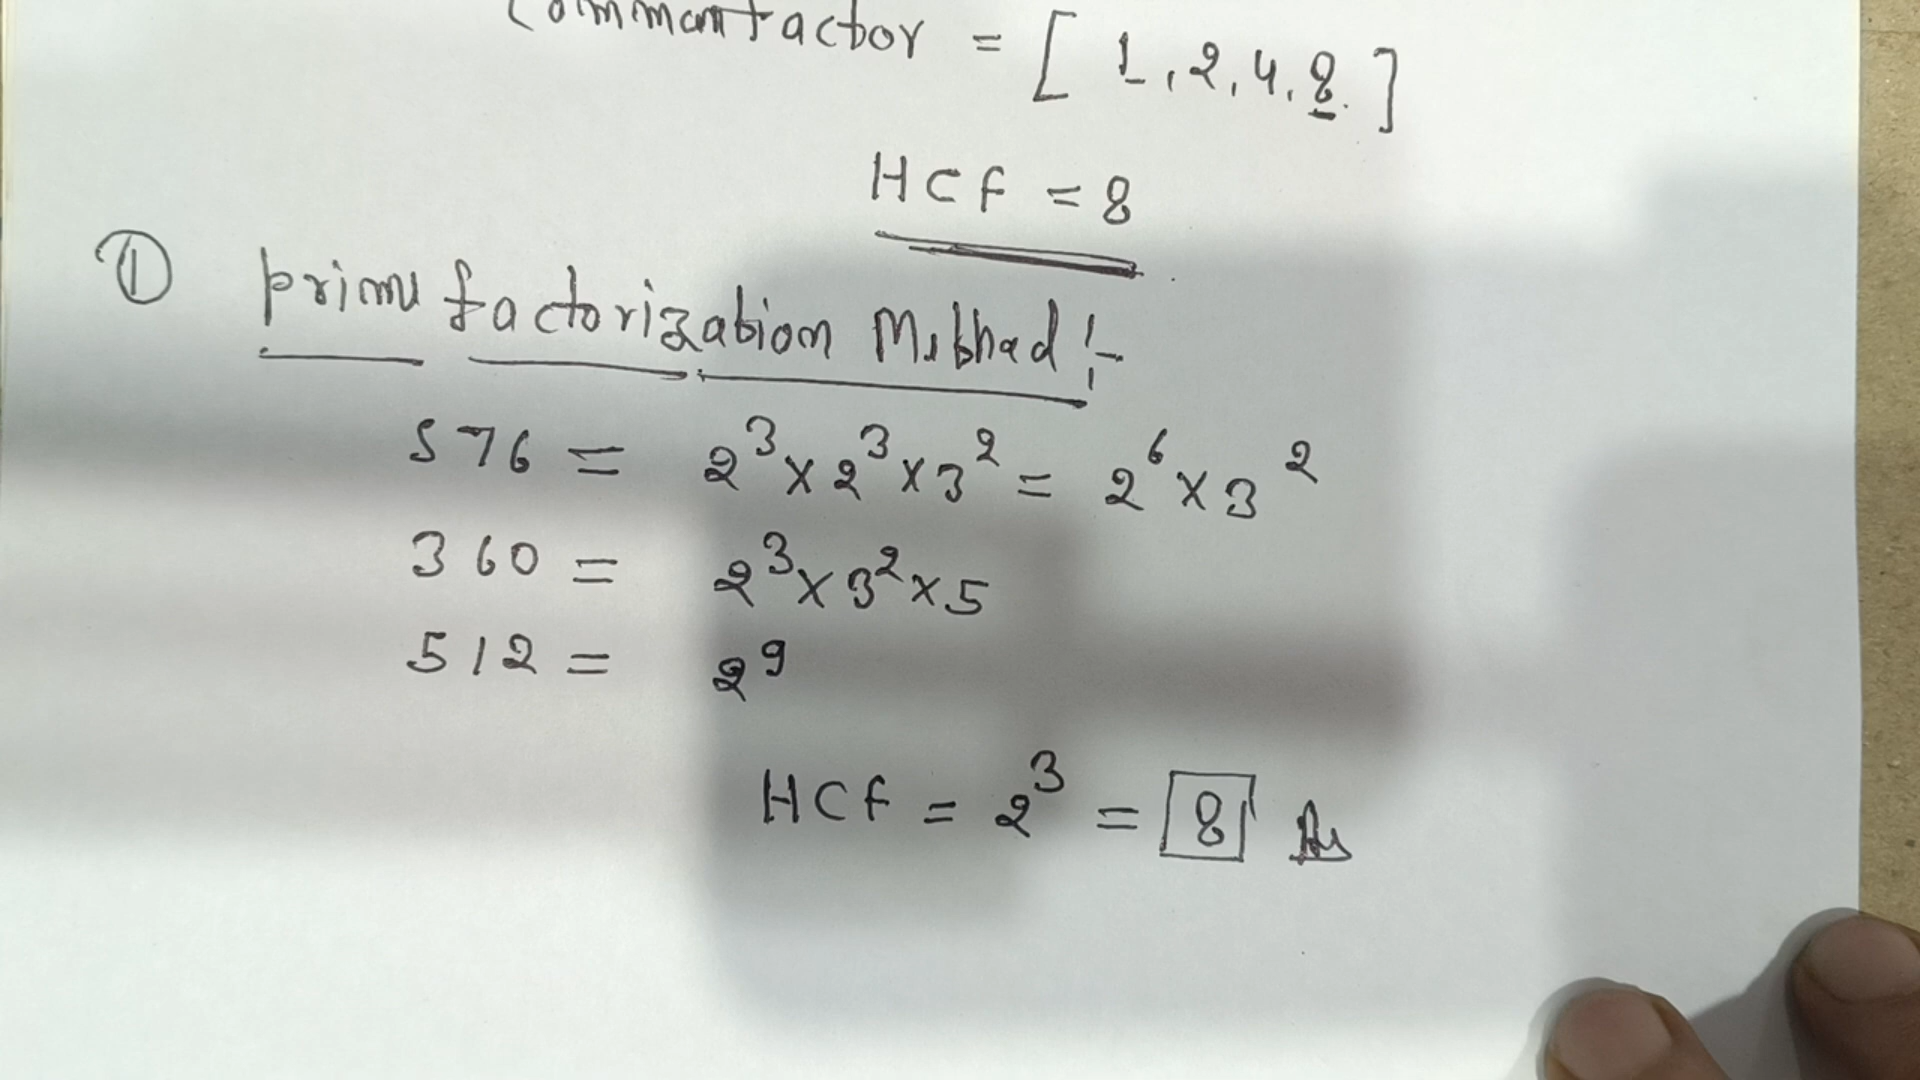 Common factor = [ 1, 2, 4, 8. ]
HCF = 8
① Prime factorization Method :-
576 = 2³ × 2³ × 3² = 2⁶ × 3²
360 = 2³ × 3² × 5
512 = 2⁹
HCF = 2³ = 8 Ans